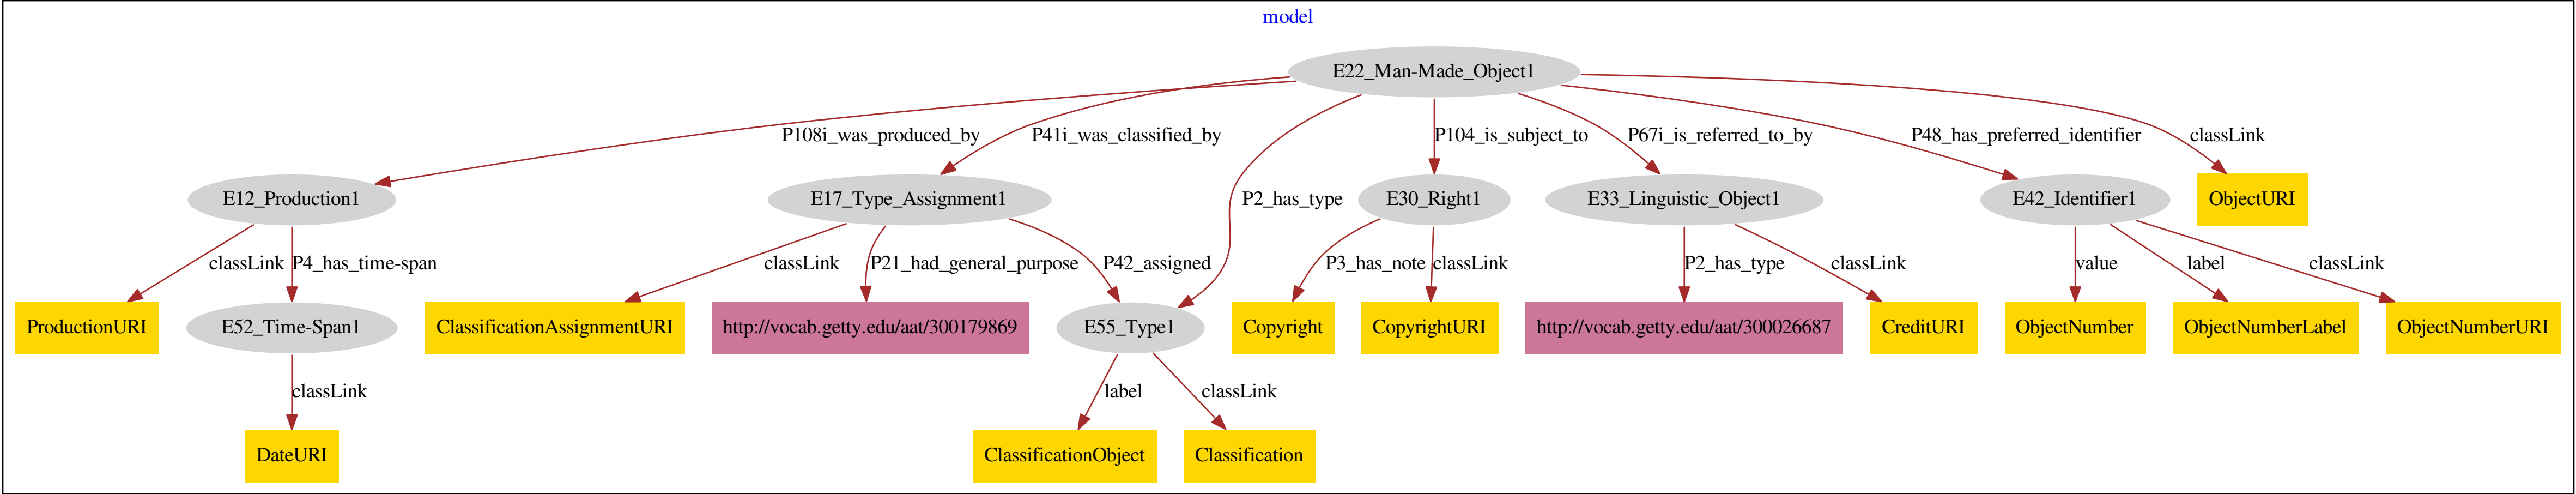 model
E22_Man-Made_Object1
P108i_was_produced_by
P41i_was_classified_by
P104_is_subject_to
P67i_is_referred_to_by
P48_has_preferred_identifier
classLink
E12_Production1
E17_Type_Assignment1
P2_has_type
E30_Right1
E33_Linguistic_Object1
E42_Identifier1
ObjectURI
classLink
P4_has_time-span
classLink
P21_had_general_purpose
P42_assigned
P3_has_note
classLink
P2_has_type
classLink
value
label
classLink
ProductionURI
E52_Time-Span1
ClassificationAssignmentURI
http://vocab.getty.edu/aat/300179869
E55_Type1
Copyright
CopyrightURI
http://vocab.getty.edu/aat/300026687
CreditURI
ObjectNumber
ObjectNumberLabel
ObjectNumberURI
classLink
label
classLink
DateURI
ClassificationObject
Classification